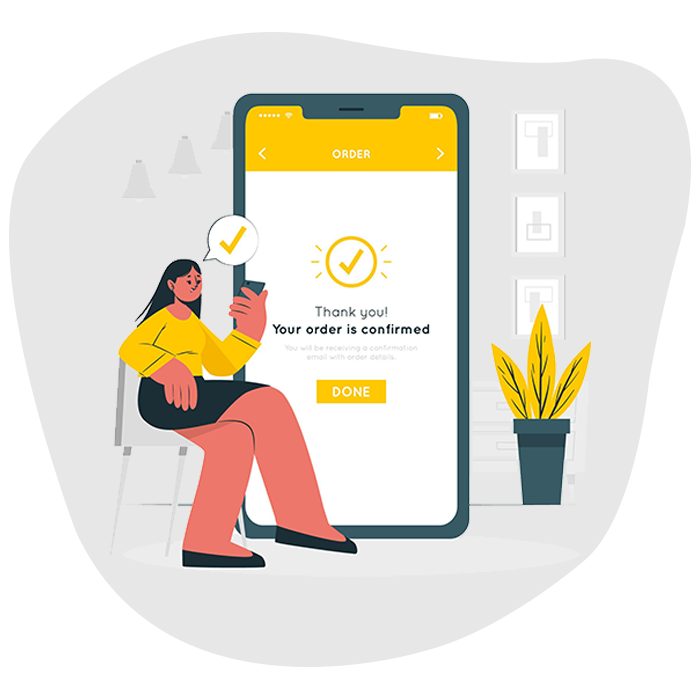 ORDER
Thank you!
Your order is confirmed
You will be receiving a confirmation
email with order details.
DONE